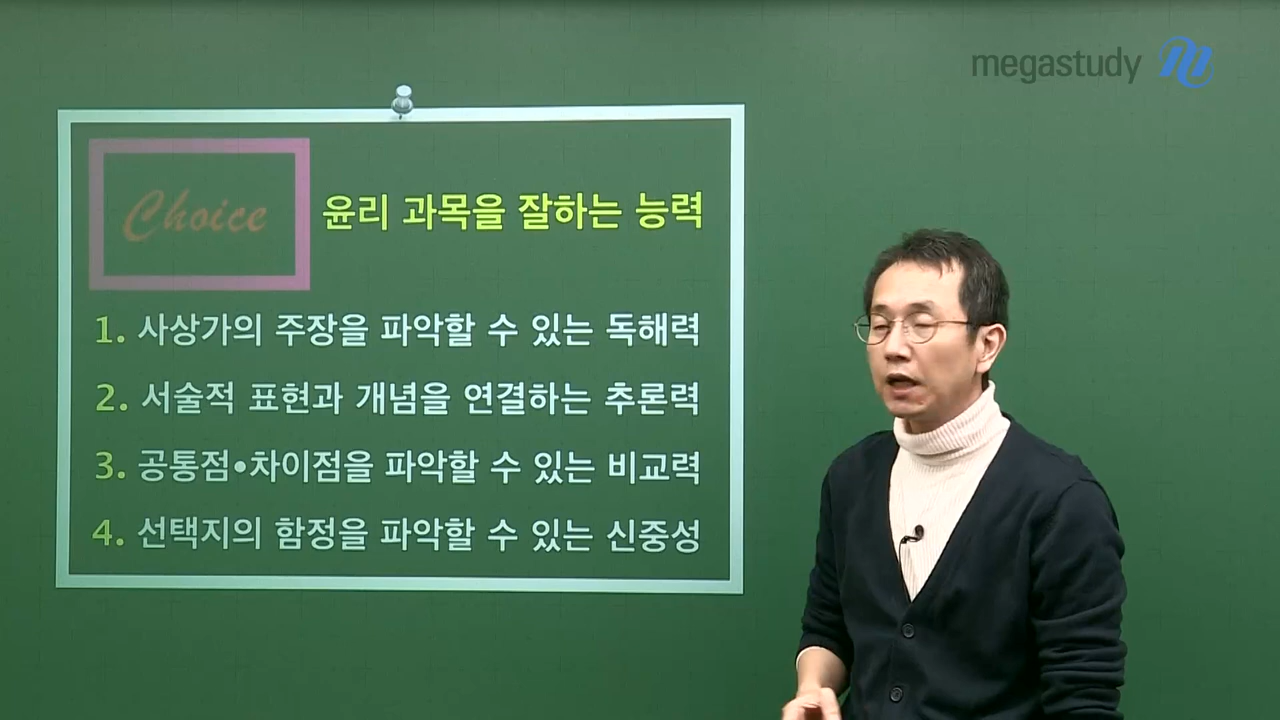 megastudy
Choice
윤리 과목을 잘하는 능력
1. 사상가의 주장을 파악할 수 있는 독해력
2. 서술적 표현과 개념을 연결하는 추론력
3. 공통점•차이점을 파악할 수 있는 비교력
4. 선택지의 함정을 파악할 수 있는 신중성